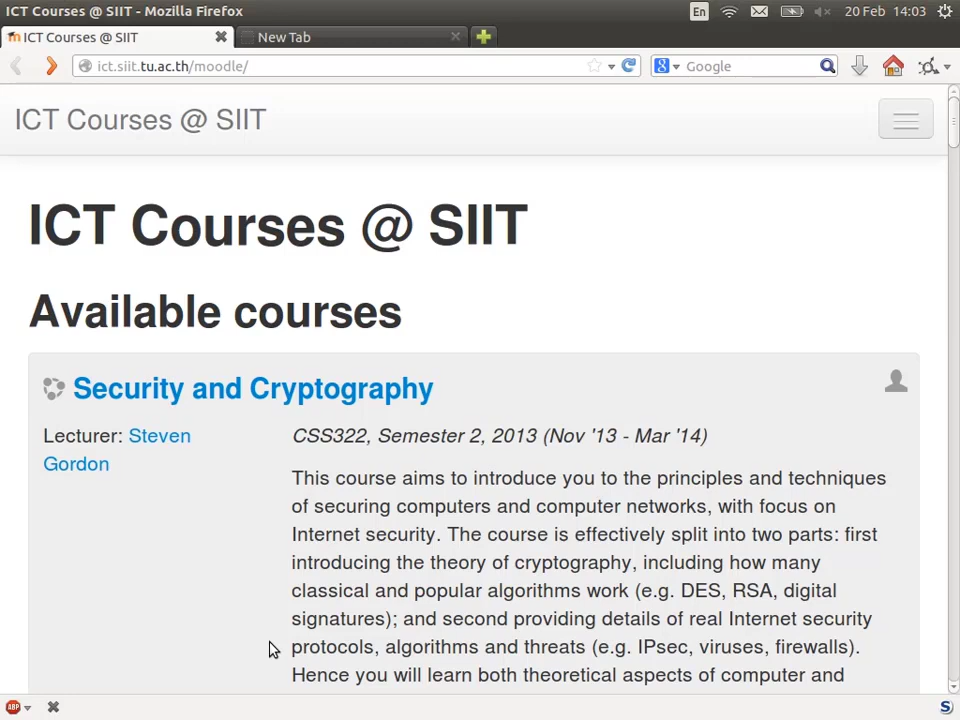 ICT Courses @ SIIT - Mozilla Firefox
En
20 Feb 14:03
ICT Courses @ SIIT
New Tab
ict.siit.tu.ac.th/moodle/
Google
ICT Courses @ SIIT
ICT Courses @ SIIT
Available courses
Security and Cryptography
Lecturer: Steven
Gordon
CSS322, Semester 2, 2013 (Nov '13 - Mar '14)
This course aims to introduce you to the principles and techniques
of securing computers and computer networks, with focus on
Internet security. The course is effectively split into two parts: first
introducing the theory of cryptography, including how many
classical and popular algorithms work (e.g. DES, RSA, digital
signatures); and second providing details of real Internet security
protocols, algorithms and threats (e.g. IPsec, viruses, firewalls).
Hence you will learn both theoretical aspects of computer and
ABP
S